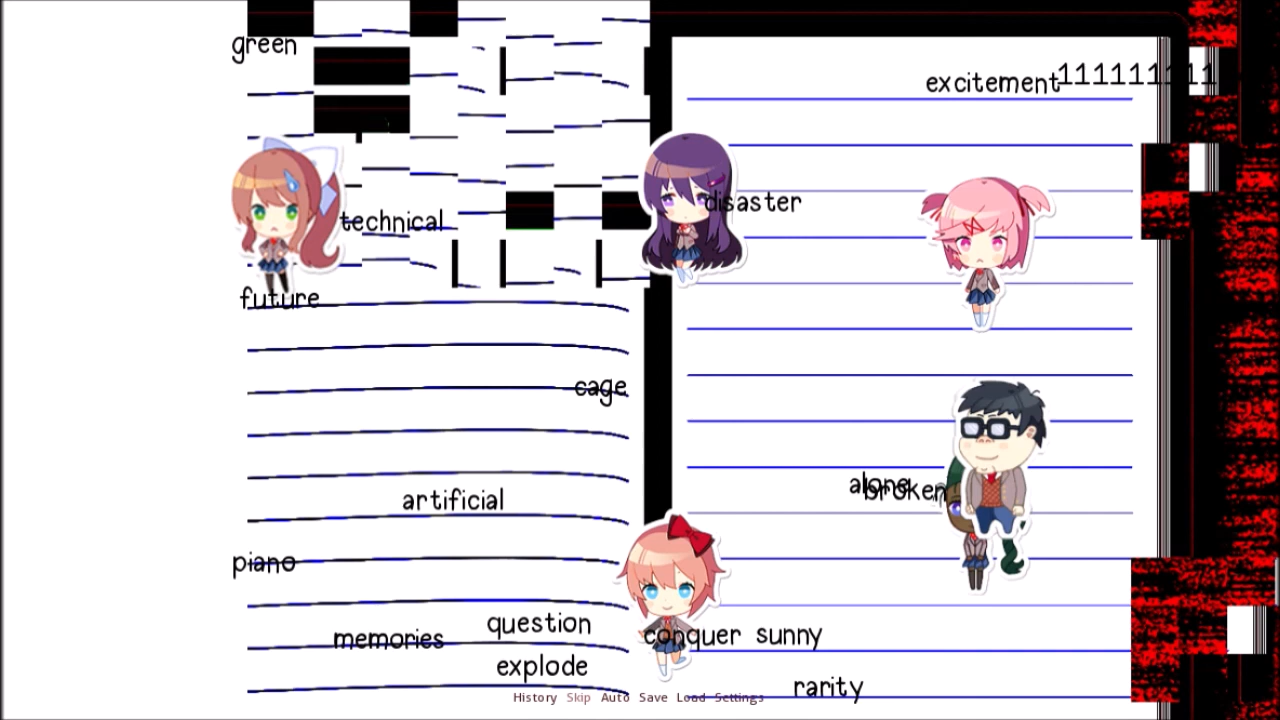 green
excitement
111111111
disaster
technical
future
cage
alone
broken
artificial
piano
question
memories
conquer
sunny
explode
rarity
History Skip Auto Save Load Settings